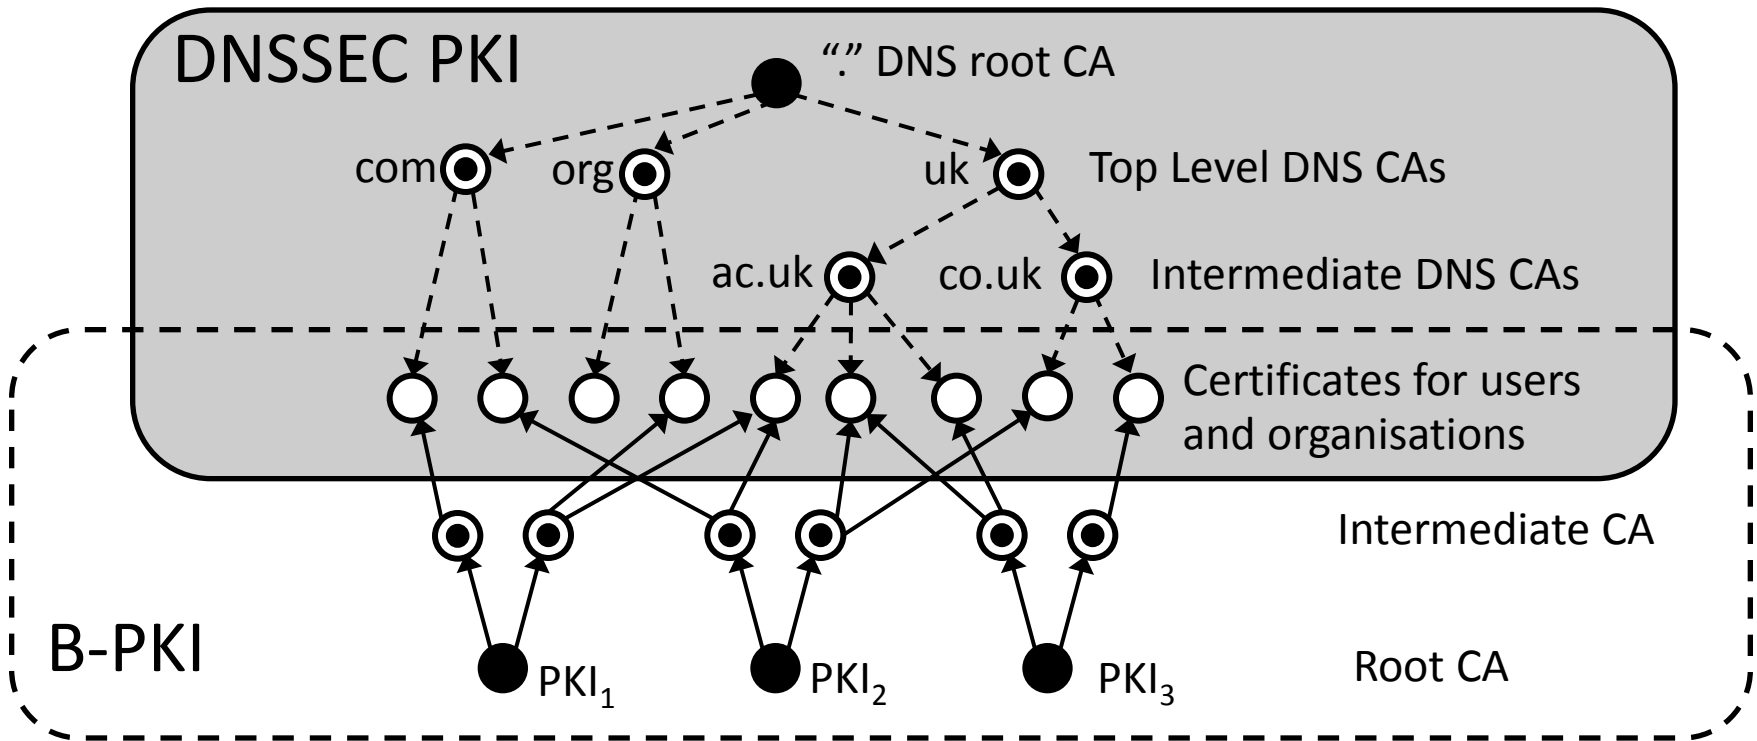 DNSSEC PKI
“.” DNS root CA
com
org
uk
Top Level DNS CAs
ac.uk
co.uk
Intermediate DNS CAs
Certificates for users
and organisations
Intermediate CA
B-PKI
PKI₁
PKI₂
PKI₃
Root CA